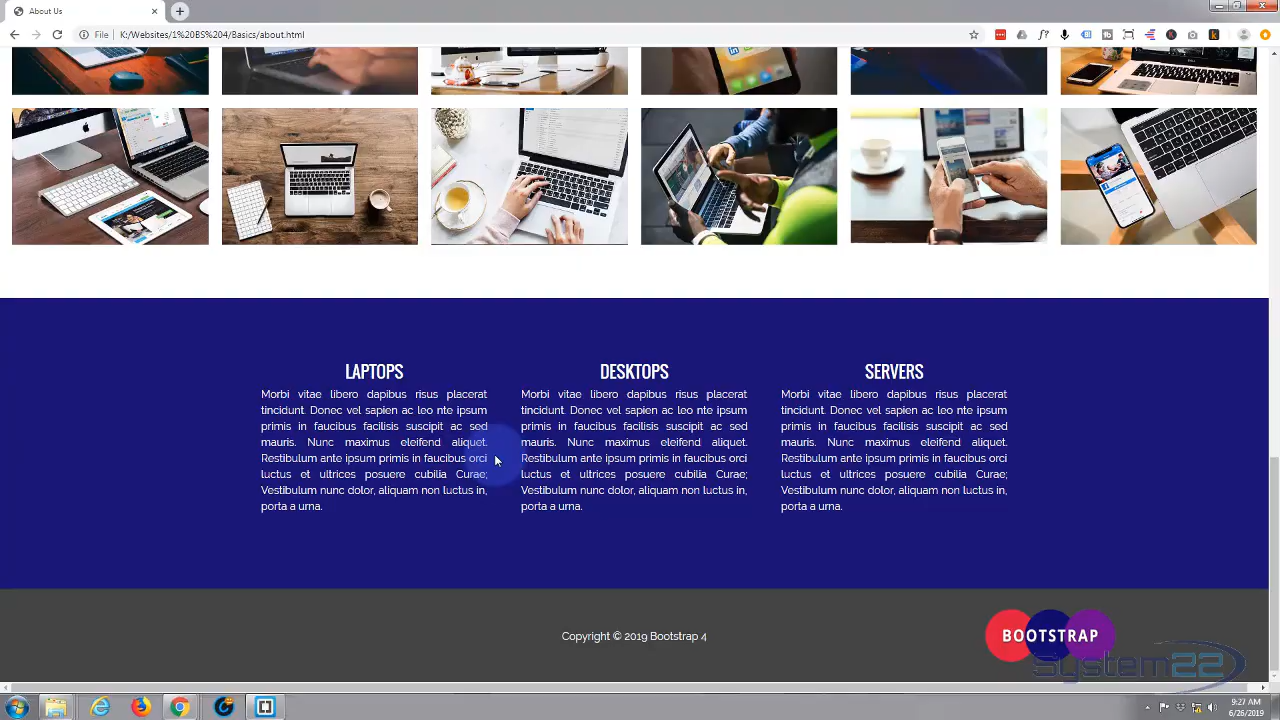 About Us
File
K:/Websites/1%20BS%204/Basics/about.html
LAPTOPS
Morbi vitae libero dapibus risus placerat
tincidunt. Donec vel sapien ac leo nte ipsum
primis in faucibus facilisis suscipit ac sed
mauris. Nunc maximus eleifend aliquet.
Restibulum ante ipsum primis in faucibus orci
luctus et ultrices posuere cubilia Curae;
Vestibulum nunc dolor, aliquam non luctus in,
porta a urna.
DESKTOPS
Morbi vitae libero dapibus risus placerat
tincidunt. Donec vel sapien ac leo nte ipsum
primis in faucibus facilisis suscipit ac sed
mauris. Nunc maximus eleifend aliquet.
Restibulum ante ipsum primis in faucibus orci
luctus et ultrices posuere cubilia Curae;
Vestibulum nunc dolor, aliquam non luctus in,
porta a urna.
SERVERS
Morbi vitae libero dapibus risus placerat
tincidunt. Donec vel sapien ac leo nte ipsum
primis in faucibus facilisis suscipit ac sed
mauris. Nunc maximus eleifend aliquet.
Restibulum ante ipsum primis in faucibus orci
luctus et ultrices posuere cubilia Curae;
Vestibulum nunc dolor, aliquam non luctus in,
porta a urna.
Copyright © 2019 Bootstrap 4
BOOTSTRAP
System22
9:27 AM
6/26/2019